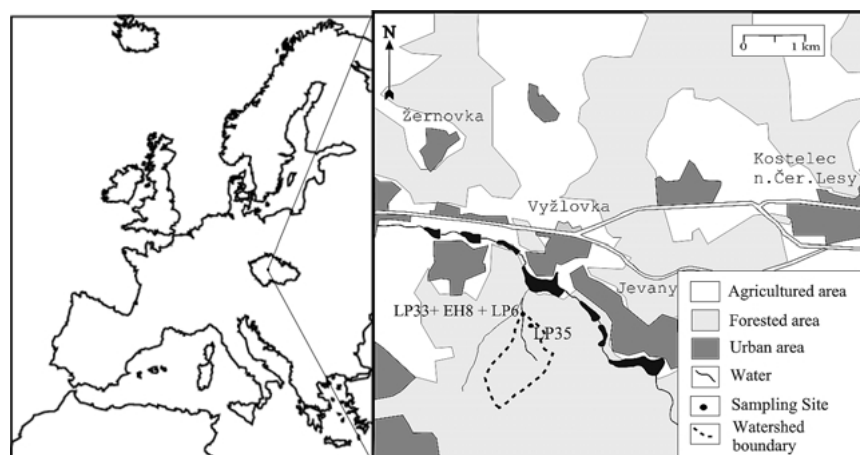 N
0 1 km
Žernovka
Kostelec
n.Čer.Lesy
Vyžlovka
Jevany
LP33+ EH8 + LP6
LP35
Agricultured area
Forested area
Urban area
Water
Sampling Site
Watershed
boundary